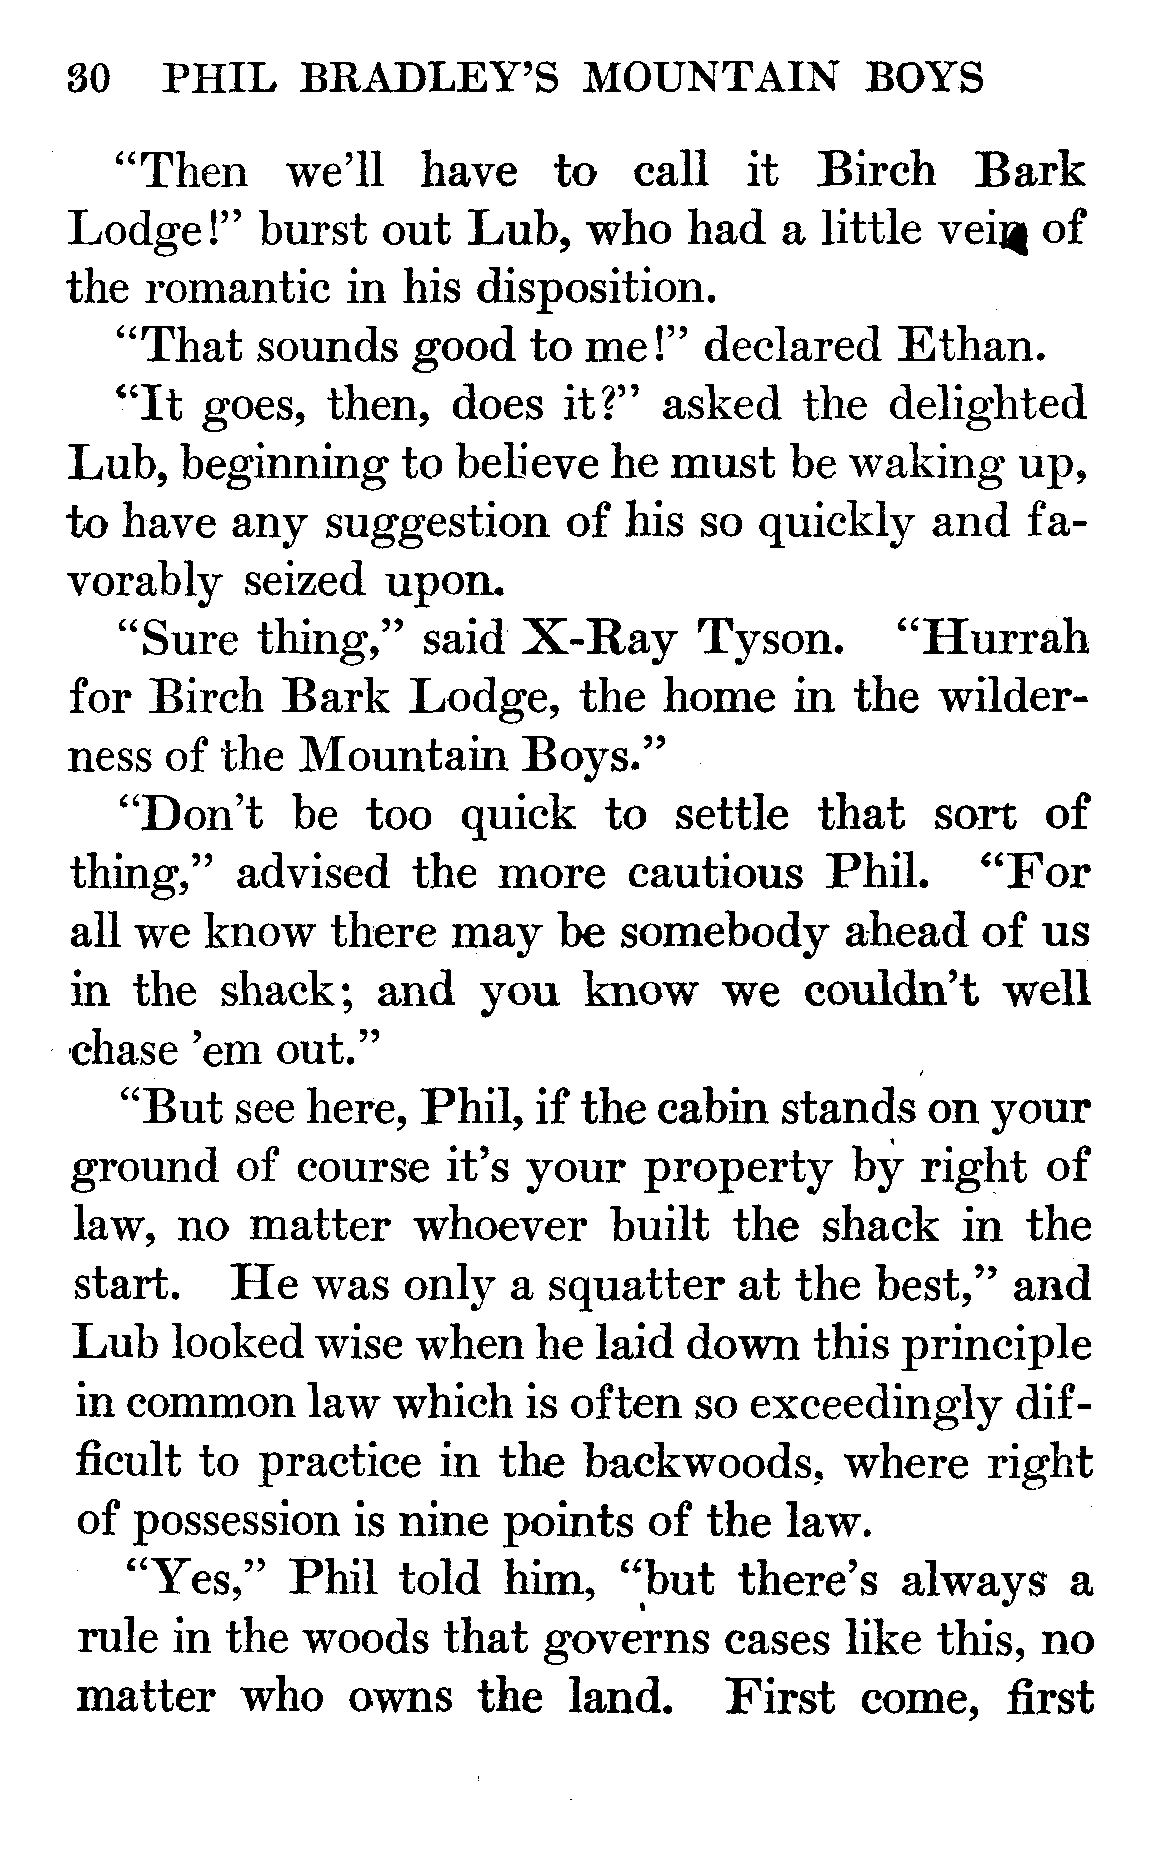 30 PHIL BRADLEY'S MOUNTAIN BOYS
“Then we'll have to call it Birch Bark
Lodge!” burst out Lub, who had a little vein of
the romantic in his disposition.
“That sounds good to me!” declared Ethan.
“It goes, then, does it?” asked the delighted
Lub, beginning to believe he must be waking up,
to have any suggestion of his so quickly and fa-
vorably seized upon.
“Sure thing,” said X-Ray Tyson. “Hurrah
for Birch Bark Lodge, the home in the wilder-
ness of the Mountain Boys.”
“Don't be too quick to settle that sort of
thing,” advised the more cautious Phil. “For
all we know there may be somebody ahead of us
in the shack; and you know we couldn't well
chase 'em out.”
“But see here, Phil, if the cabin stands on your
ground of course it's your property by right of
law, no matter whoever built the shack in the
start. He was only a squatter at the best,” and
Lub looked wise when he laid down this principle
in common law which is often so exceedingly dif-
ficult to practice in the backwoods, where right
of possession is nine points of the law.
“Yes,” Phil told him, “but there's always a
rule in the woods that governs cases like this, no
matter who owns the land. First come, first